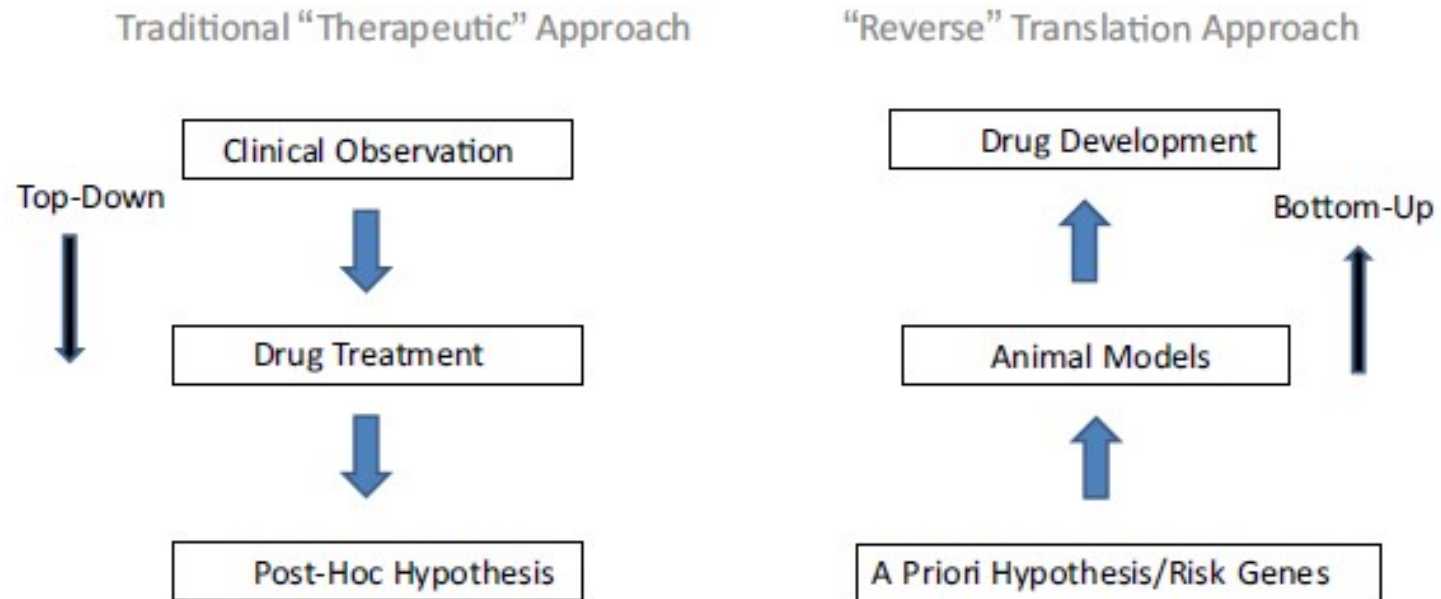 Traditional “Therapeutic” Approach
Clinical Observation
Top-Down
Drug Treatment
Post-Hoc Hypothesis
“Reverse” Translation Approach
Drug Development
Bottom-Up
Animal Models
A Priori Hypothesis/Risk Genes